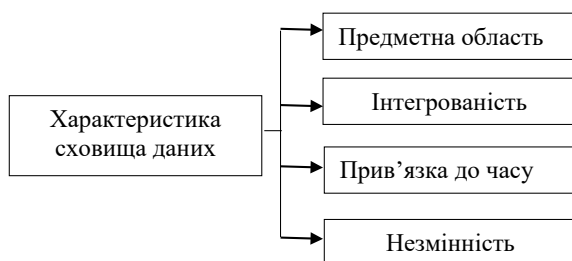 Характеристика
сховища даних
Предметна область
Інтегрованість
Прив’язка до часу
Незмінність